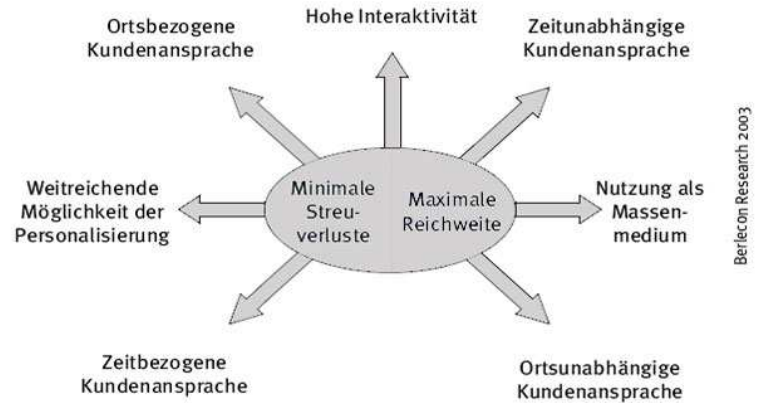 Hohe Interaktivität
Ortsbezogene
Kundenansprache
Zeitunabhängige
Kundenansprache
Weitreichende
Möglichkeit der
Personalisierung
Minimale
Streu-
verluste
Maximale
Reichweite
Nutzung als
Massen-
medium
Zeitbezogene
Kundenansprache
Ortsunabhängige
Kundenansprache
Berlecon Research 2003